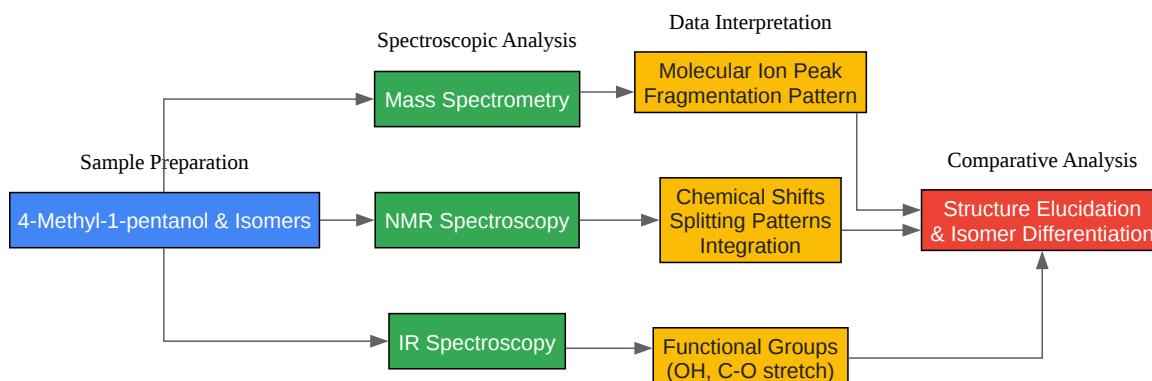 Data Interpretation
Spectroscopic Analysis
Molecular Ion Peak
Fragmentation Pattern
Mass Spectrometry
Sample Preparation
Comparative Analysis
4-Methyl-1-pentanol & Isomers
NMR Spectroscopy
Chemical Shifts
Splitting Patterns
Integration
Structure Elucidation
& Isomer Differentiation
IR Spectroscopy
Functional Groups
(OH, C-O stretch)